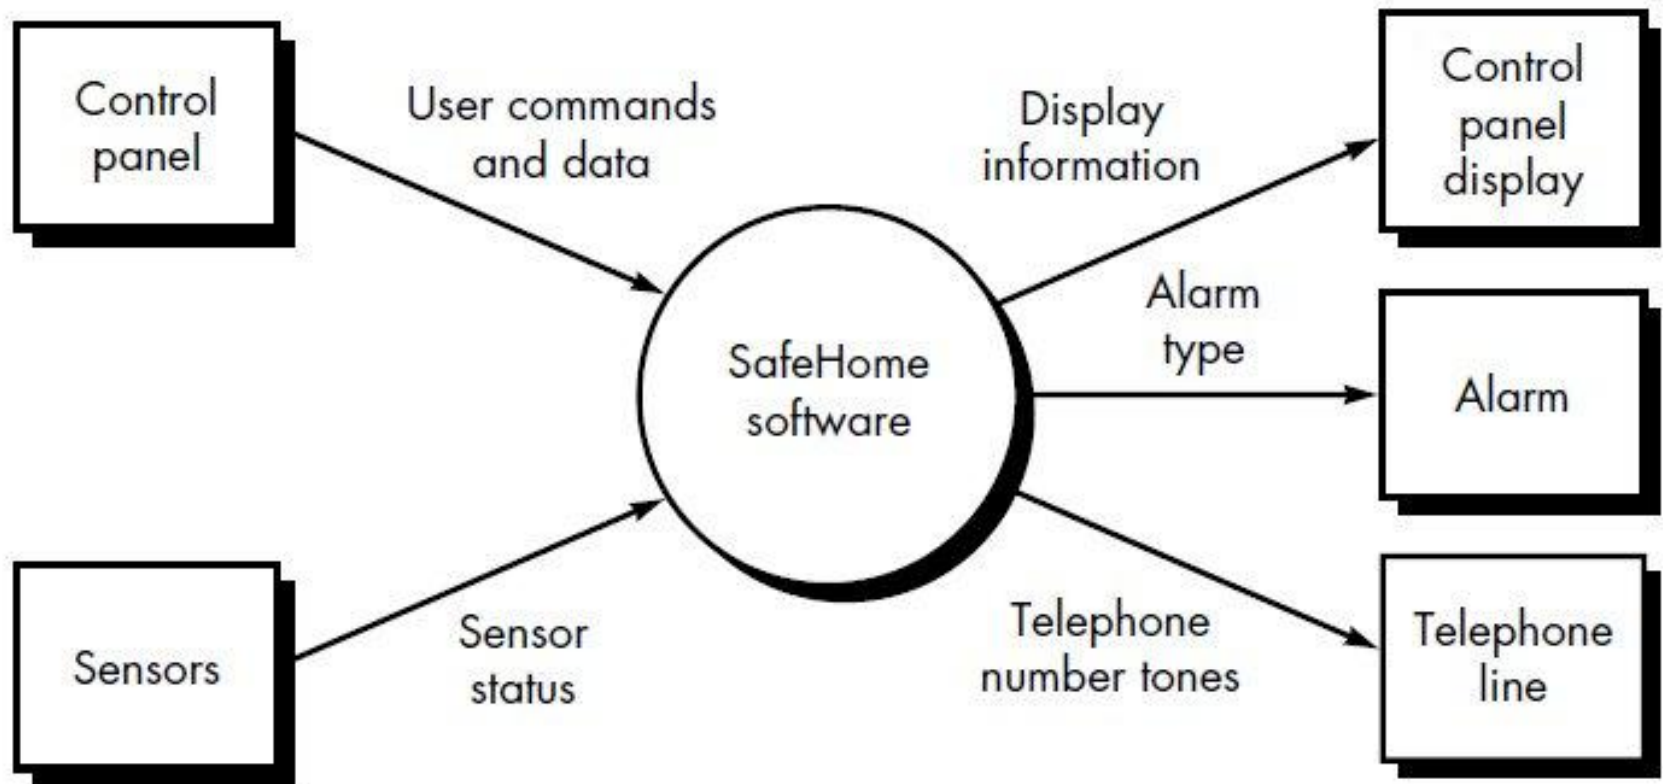 Control
panel
User commands
and data
Display
information
Control
panel
display
Alarm
type
SafeHome
software
Alarm
Sensors
Sensor
status
Telephone
number tones
Telephone
line